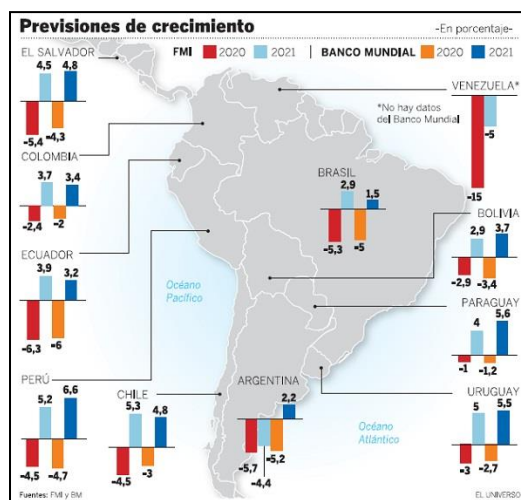 Previsiones de crecimiento
-En porcentaje-
FMI 2020 2021 | BANCO MUNDIAL 2020 2021
EL SALVADOR
4,5 4,8
-5,4 -4,3
COLOMBIA
3,7 3,4
-2,4 -2
ECUADOR
3,9 3,2
-6,3 -6
PERÚ
5,2 6,6
-4,5 -4,7
CHILE
5,3 4,8
-4,5 -3
ARGENTINA
2,2
-5,7 -4,4 -5,2
BRASIL
2,9 1,5
-5,3 -5
VENEZUELA*
-15 -5
*No hay datos
del Banco Mundial
BOLIVIA
2,9 3,7
-2,9 -3,4
PARAGUAY
4 5,6
-1 -1,2
URUGUAY
5 5,5
-3 -2,7
Océano
Pacífico
Océano
Atlántico
Fuentes: FMI y BM
EL UNIVERSO